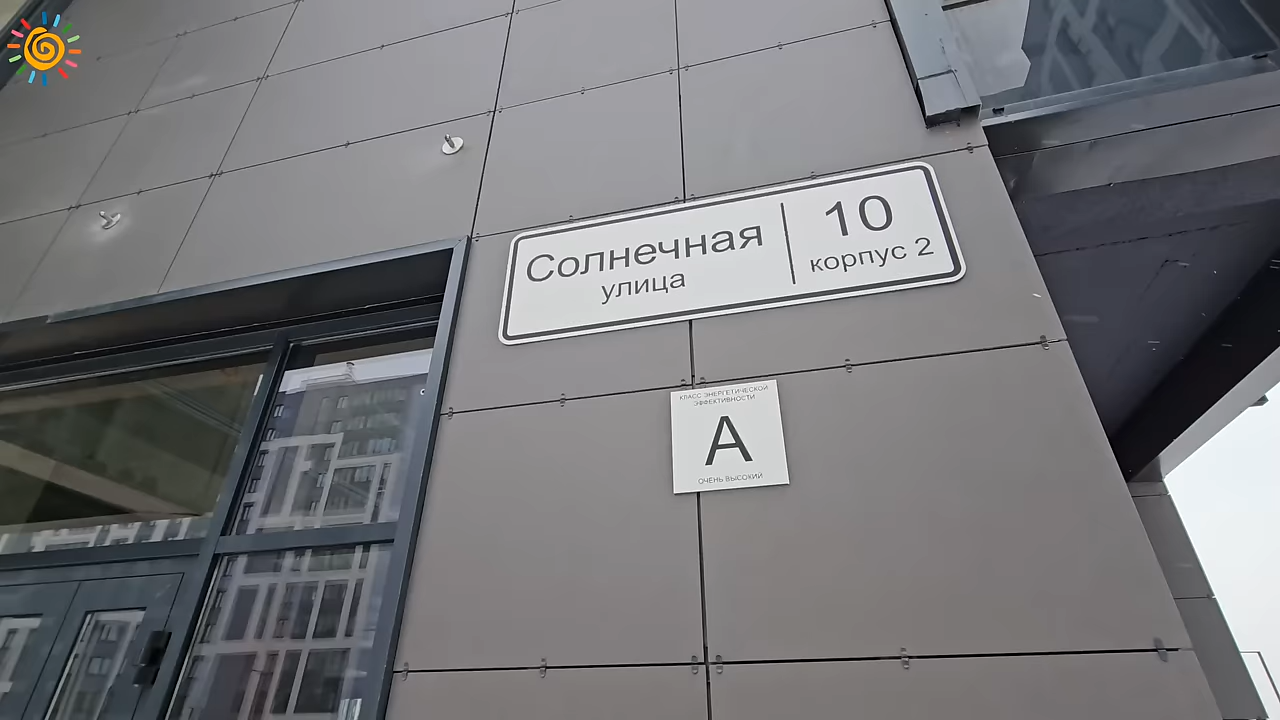 Солнечная
улица
10
корпус 2
КЛАСС ЭНЕРГЕТИЧЕСКОЙ
ЭФФЕКТИВНОСТИ
А
ОЧЕНЬ ВЫСОКИЙ